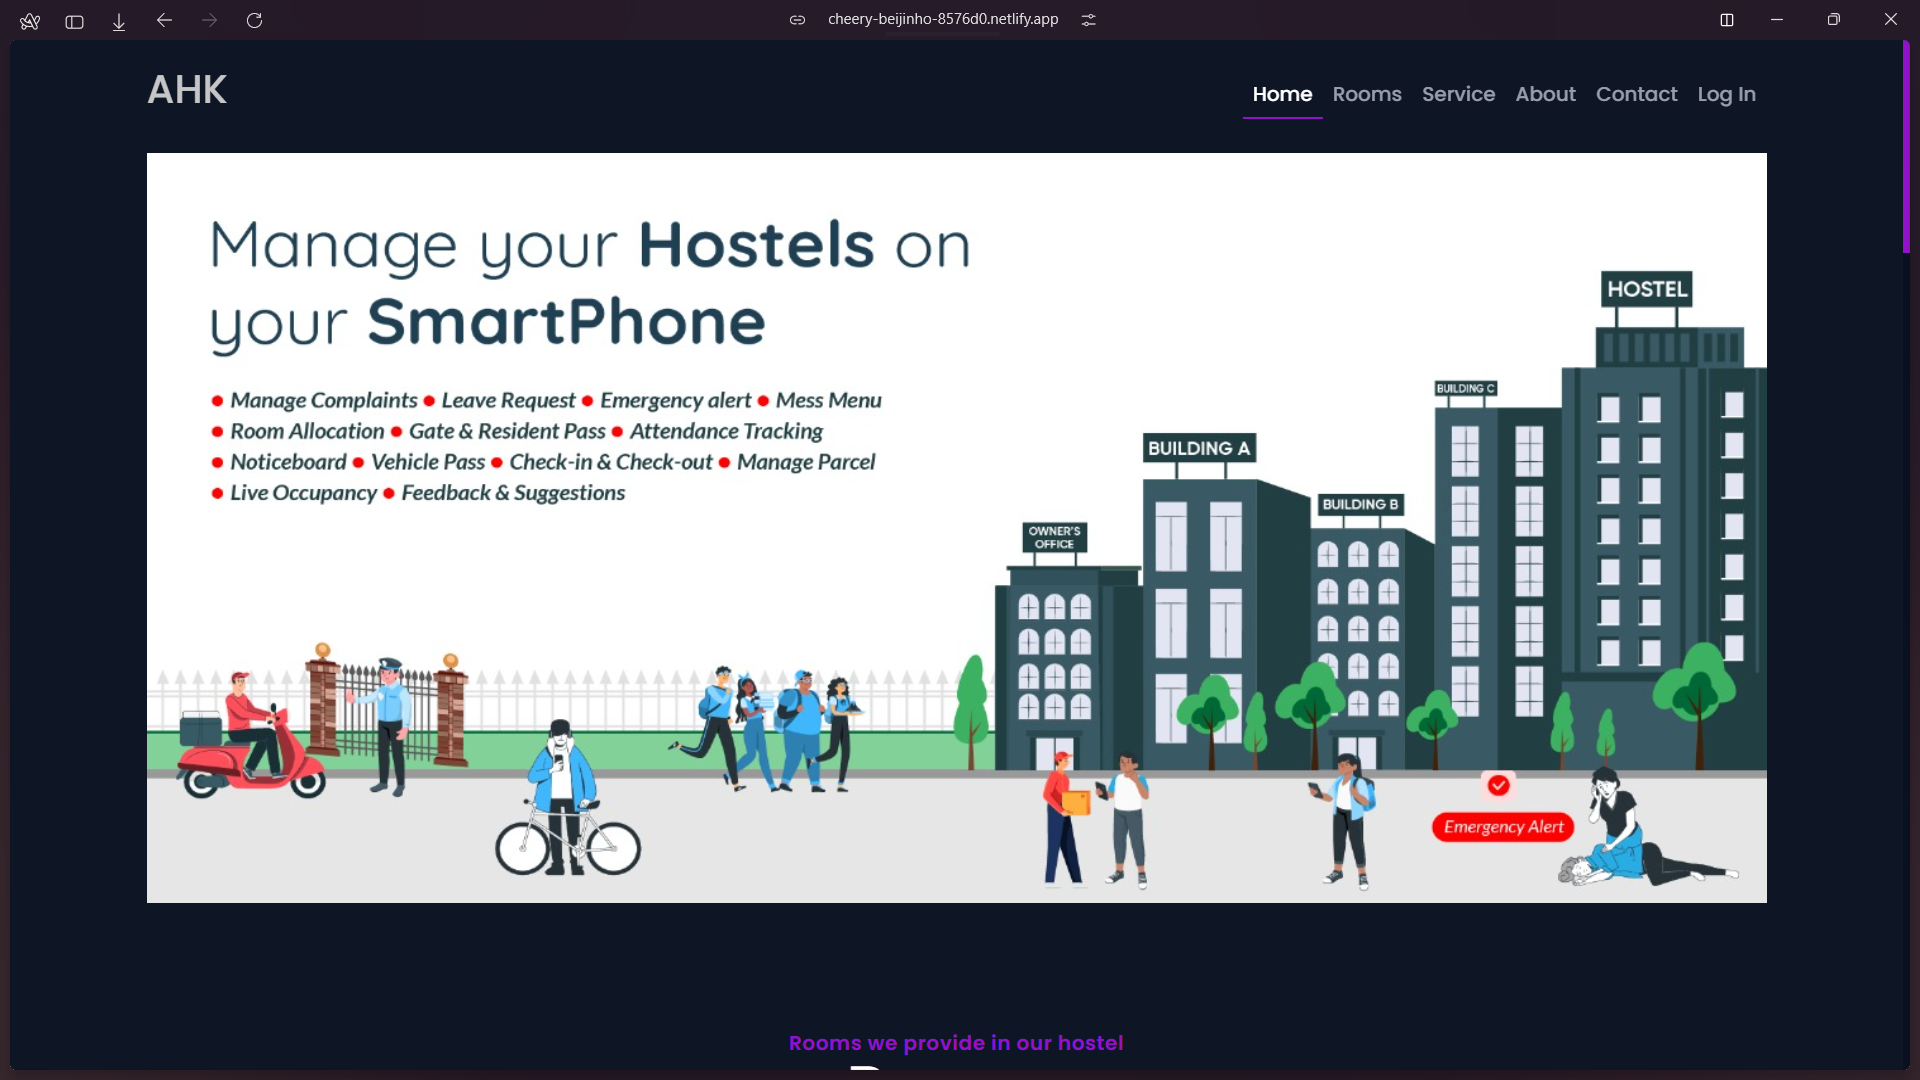 cheery-beijinho-8576d0.netlify.app
AHK
Home Rooms Service About Contact Log In
Manage your Hostels on
your SmartPhone
Manage Complaints ● Leave Request ● Emergency alert ● Mess Menu
Room Allocation ● Gate & Resident Pass ● Attendance Tracking
Noticeboard ● Vehicle Pass ● Check-in & Check-out ● Manage Parcel
Live Occupancy ● Feedback & Suggestions
HOSTEL
BUILDING C
BUILDING A
BUILDING B
OWNER'S
OFFICE
Emergency Alert
Rooms we provide in our hostel